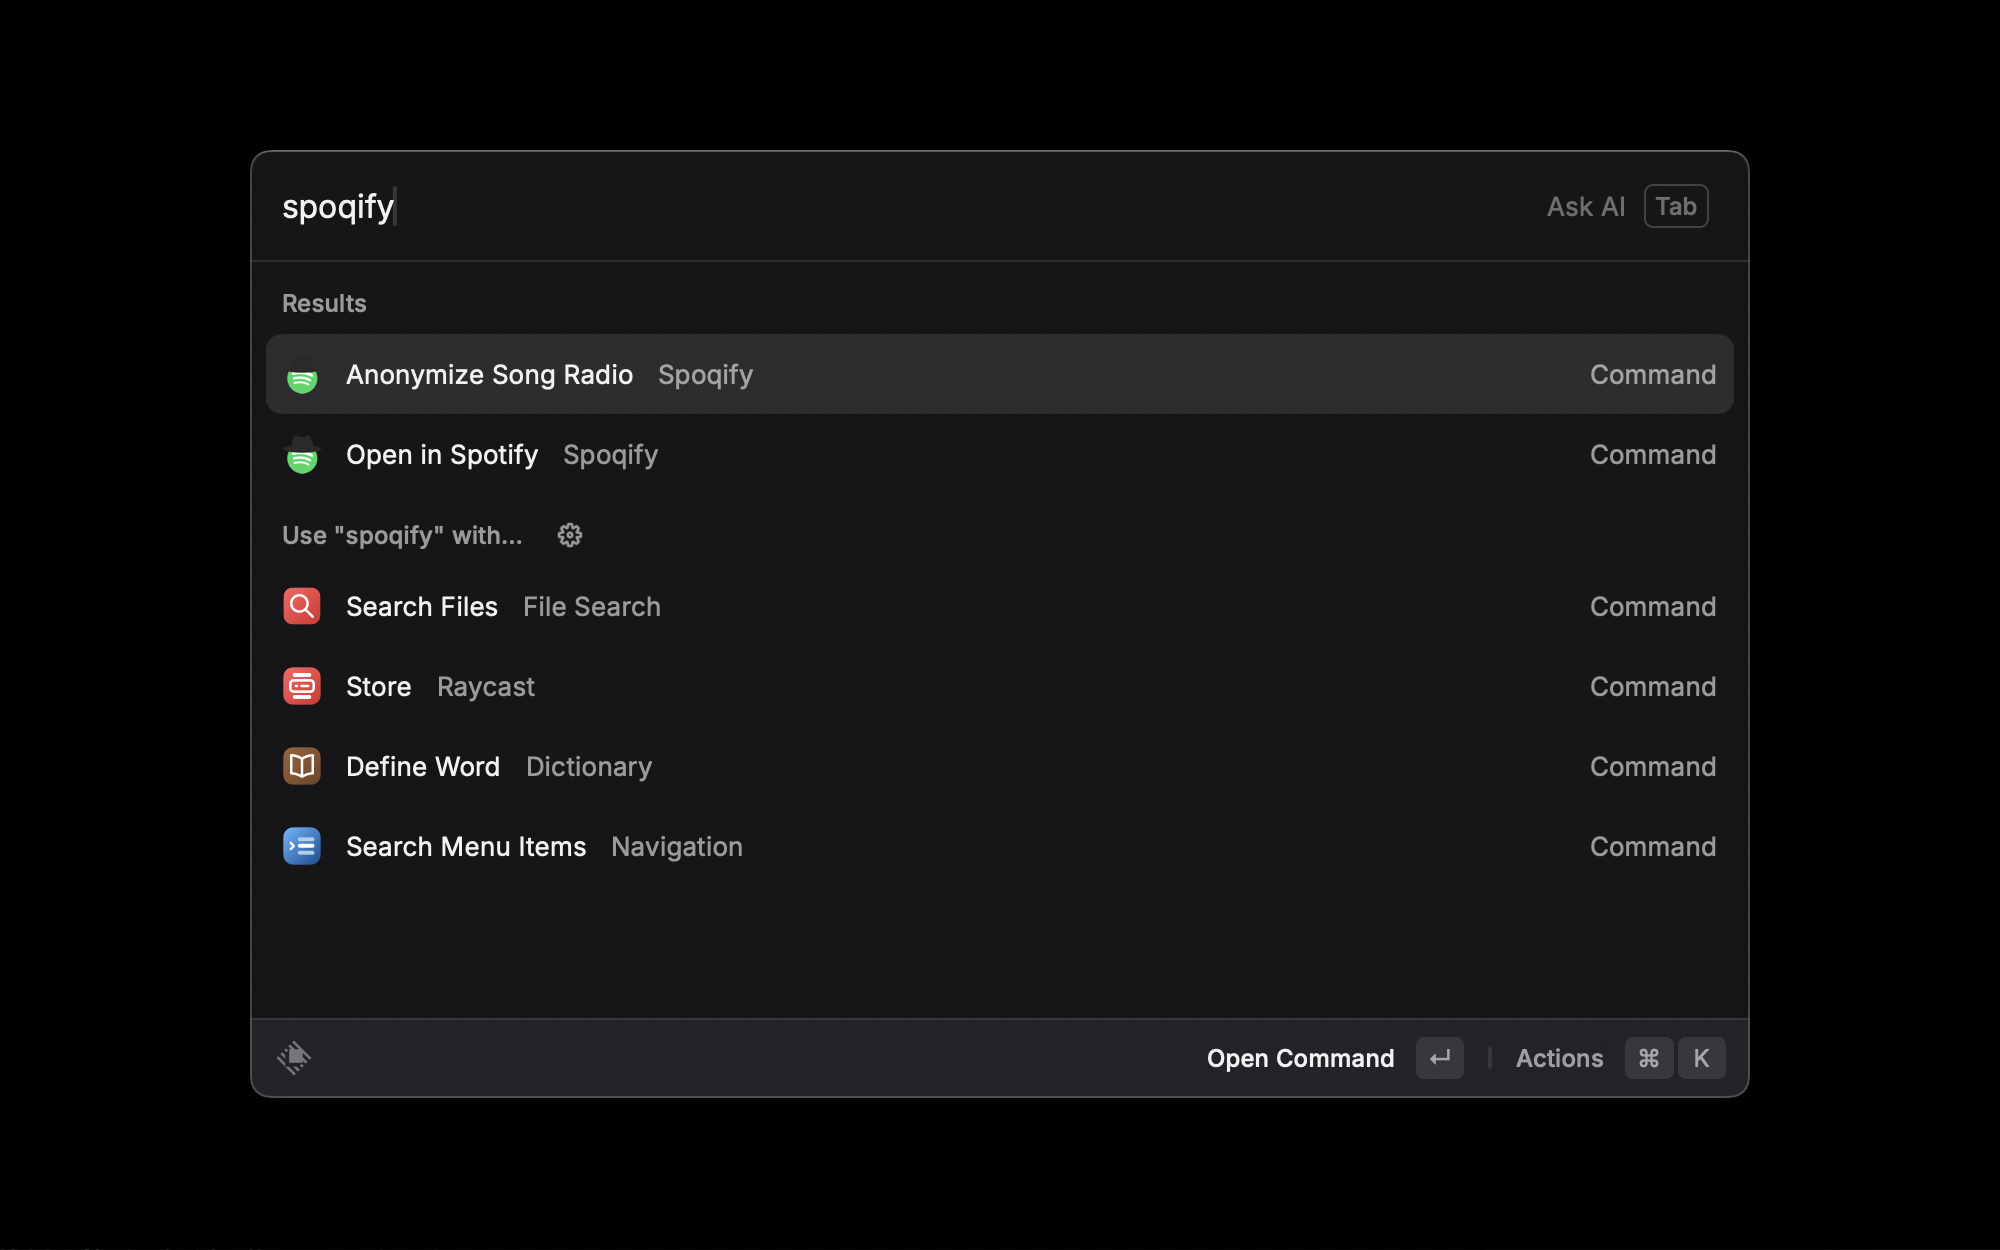 spoqify
Ask AI Tab
Results
Anonymize Song Radio Spoqify Command
Open in Spotify Spoqify Command
Use "spoqify" with...
Search Files File Search Command
Store Raycast Command
Define Word Dictionary Command
Search Menu Items Navigation Command
Open Command ↵ Actions ⌘ K